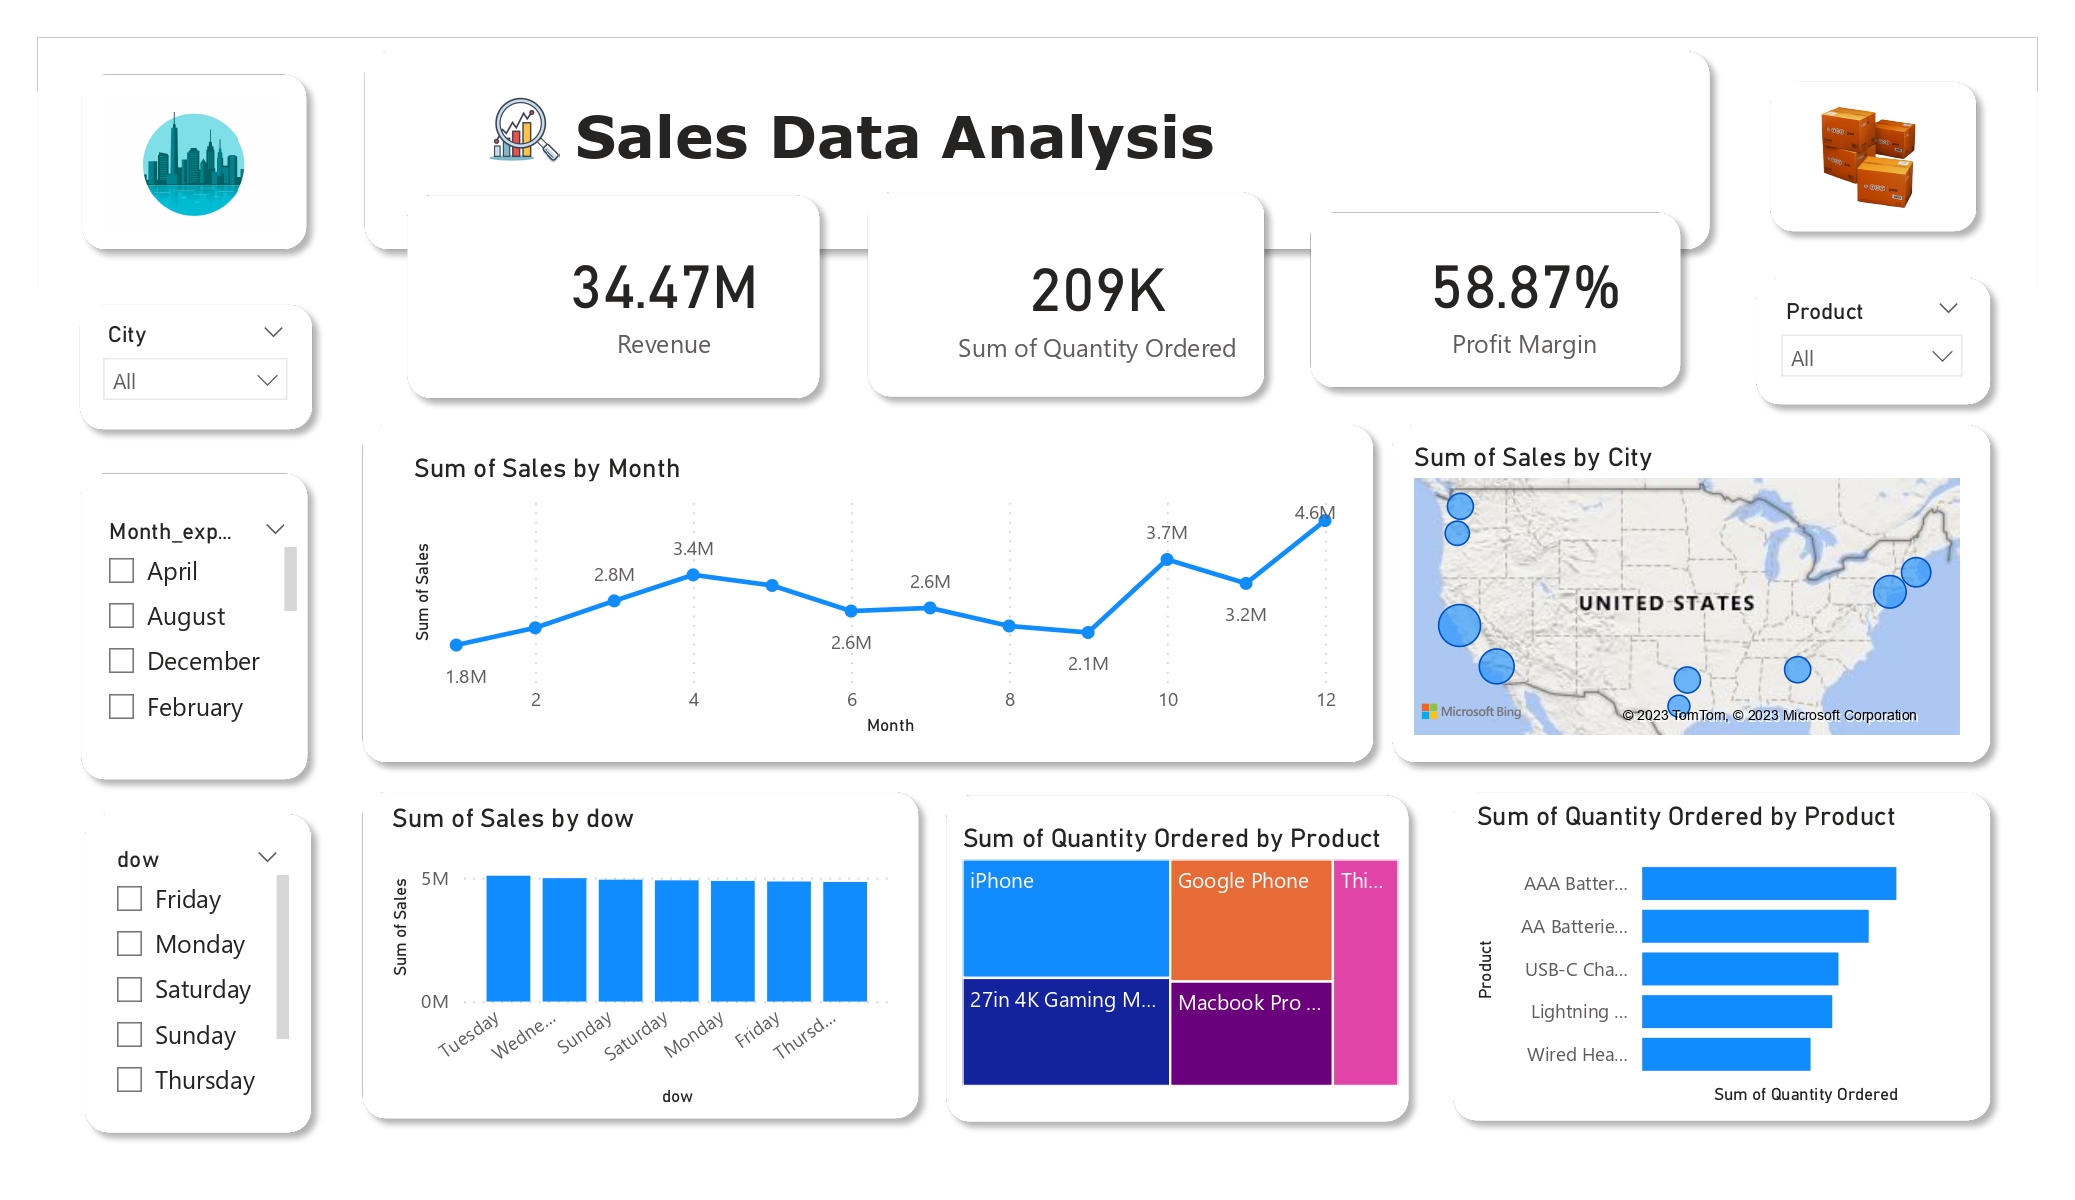 Sales Data Analysis
34.47M
Revenue
209K
Sum of Quantity Ordered
58.87%
Profit Margin
City
All
Product
All
Month_exp...
April
August
December
February
dow
Friday
Monday
Saturday
Sunday
Thursday
Sum of Sales by Month
Sum of Sales
1.8M
2.8M
3.4M
2.6M
2.6M
2.1M
3.7M
3.2M
4.6M
2 4 6 8 10 12
Month
Sum of Sales by City
UNITED STATES
Microsoft Bing
© 2023 TomTom, © 2023 Microsoft Corporation
Sum of Sales by dow
Sum of Sales
5M
0M
Tuesday
Wedne...
Sunday
Saturday
Monday
Friday
Thursd...
dow
Sum of Quantity Ordered by Product
iPhone
27in 4K Gaming M...
Google Phone
Macbook Pro ...
Thi...
Sum of Quantity Ordered by Product
Product
AAA Batter...
AA Batterie...
USB-C Cha...
Lightning ...
Wired Hea...
Sum of Quantity Ordered